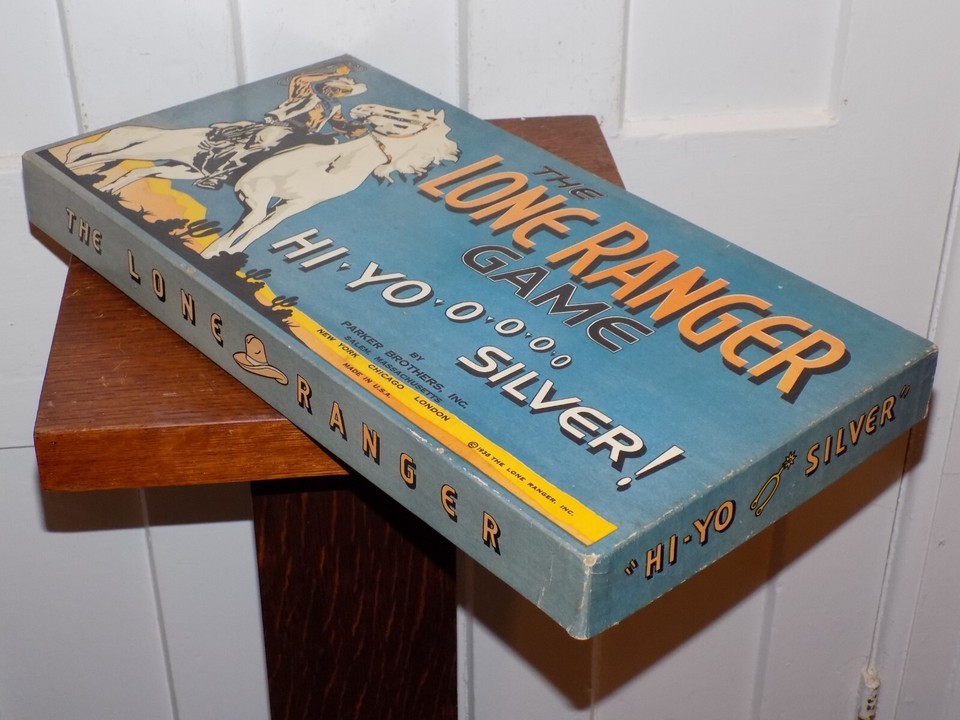 THE
LONE RANGER
GAME
HI·YO·O·O·O·O
SILVER!
BY
PARKER BROTHERS, INC.
SALEM, MASSACHUSETTS
NEW YORK CHICAGO LONDON
MADE IN U.S.A.
©1938 THE LONE RANGER, INC.
THE LONE RANGER
"HI-YO SILVER"